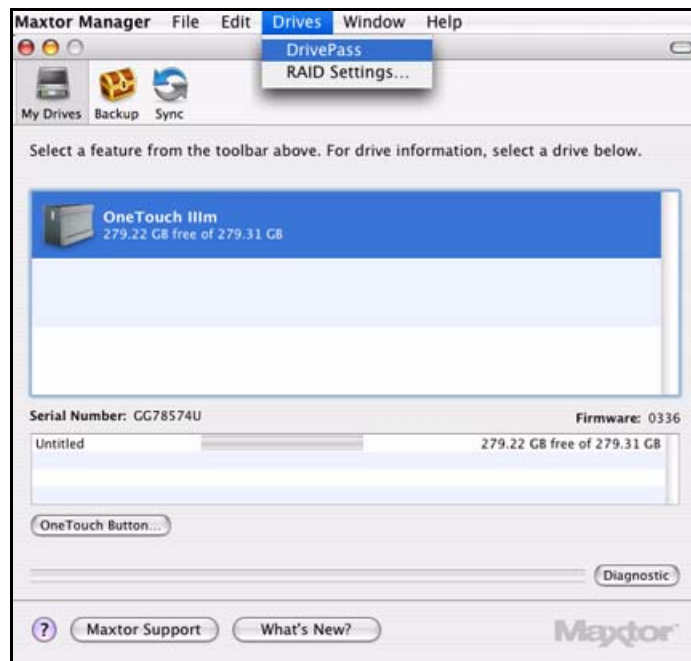 Maxtor Manager File Edit Drives Window Help
DrivePass
RAID Settings...
My Drives Backup Sync
Select a feature from the toolbar above. For drive information, select a drive below.
OneTouch IIIm
279.22 GB free of 279.31 GB
Serial Number: GG78574U Firmware: 0336
Untitled 279.22 GB free of 279.31 GB
OneTouch Button...
Diagnostic
? Maxtor Support What's New? Maxtor